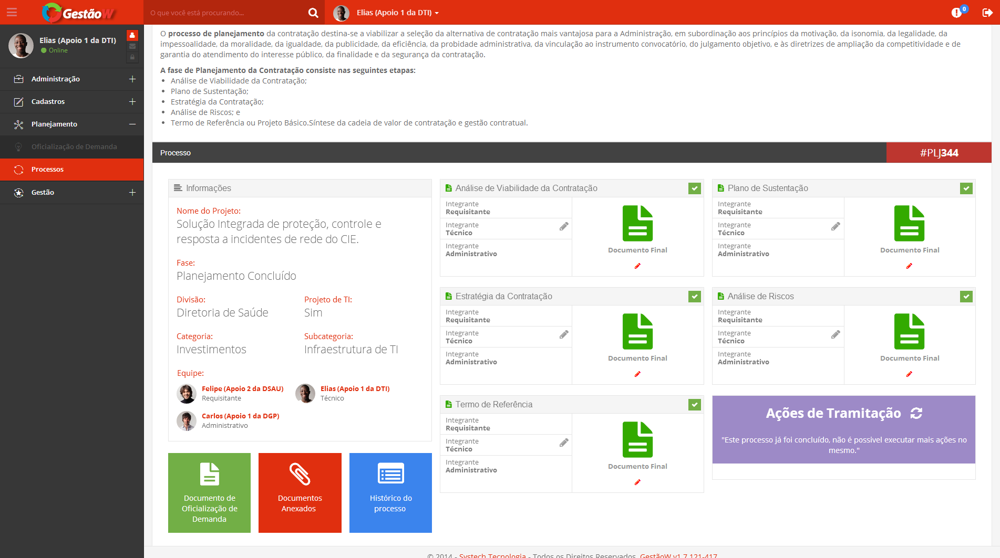 GestãoW
O que você está procurando...
Elias (Apoio 1 da DTI)
0
Elias (Apoio 1 da DTI)
Online
Administração
Cadastros
Planejamento
Oficialização de Demanda
Processos
Gestão
O processo de planejamento da contratação destina-se a viabilizar a seleção da alternativa de contratação mais vantajosa para a Administração, em subordinação aos princípios da motivação, da isonomia, da legalidade, da
impessoalidade, da moralidade, da igualdade, da publicidade, da eficiência, da probidade administrativa, da vinculação ao instrumento convocatório, do julgamento objetivo, e às diretrizes de ampliação da competitividade e de
garantia do atendimento do interesse público, da finalidade e da segurança da contratação.
A fase de Planejamento da Contratação consiste nas seguintes etapas:
• Análise de Viabilidade da Contratação;
• Plano de Sustentação;
• Estratégia da Contratação;
• Análise de Riscos; e
• Termo de Referência ou Projeto Básico.Síntese da cadeia de valor de contratação e gestão contratual.
Processo
#PLJ344
Informações
Nome do Projeto:
Solução Integrada de proteção, controle e
resposta a incidentes de rede do CIE.
Fase:
Planejamento Concluído
Divisão:
Diretoria de Saúde
Projeto de TI:
Sim
Categoria:
Investimentos
Subcategoria:
Infraestrutura de TI
Equipe:
Felipe (Apoio 2 da DSAU)
Requisitante
Elias (Apoio 1 da DTI)
Técnico
Carlos (Apoio 1 da DGP)
Administrativo
Documento de
Oficialização de
Demanda
Documentos
Anexados
Histórico do
processo
Análise de Viabilidade da Contratação
Integrante
Requisitante
Integrante
Técnico
Integrante
Administrativo
Documento Final
Plano de Sustentação
Integrante
Requisitante
Integrante
Técnico
Integrante
Administrativo
Documento Final
Estratégia da Contratação
Integrante
Requisitante
Integrante
Técnico
Integrante
Administrativo
Documento Final
Análise de Riscos
Integrante
Requisitante
Integrante
Técnico
Integrante
Administrativo
Documento Final
Termo de Referência
Integrante
Requisitante
Integrante
Técnico
Integrante
Administrativo
Documento Final
Ações de Tramitação
"Este processo já foi concluído, não é possivel executar mais ações no
mesmo."
© 2014 - Systech Tecnologia - Todos os Direitos Reservados. GestãoW v1.7.121-417